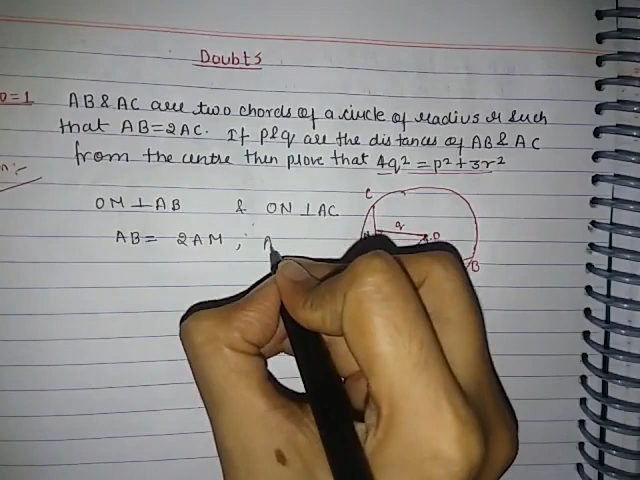 Doubts
AB & AC are two chords of a circle of radius r such
that AB=2AC. If p&q are the distances of AB & AC
from the centre then prove that 4q² = p² + 3r²
OM ⊥ AB & ON ⊥ AC
AB = 2AM ; A
C
q
O
B